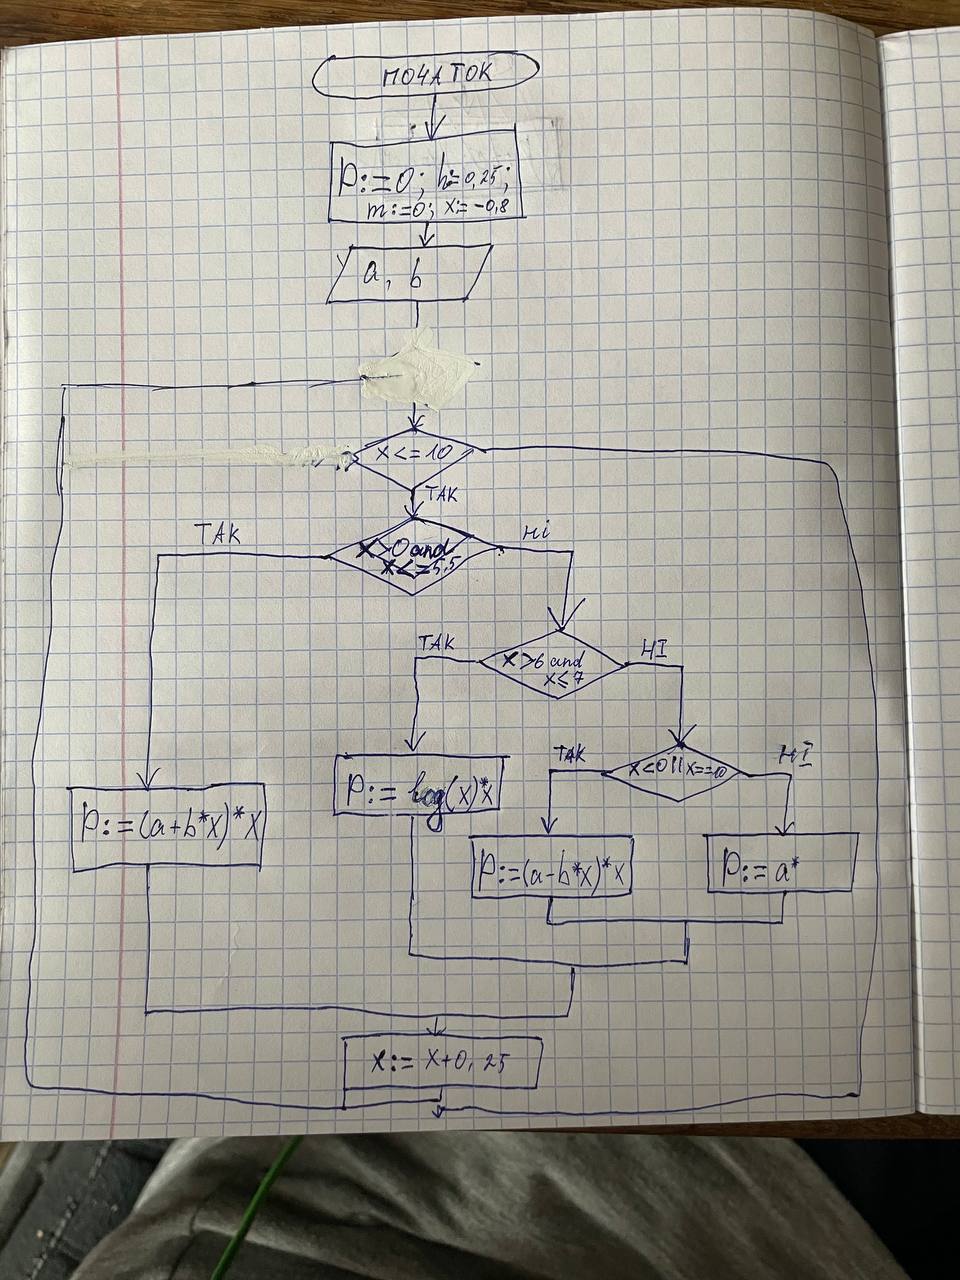 ПОЧАТОК
P:=0; h:=0,25;
m:=0; x:=-0,8
a, b
x<=10
ТАК
x>0 and
x<=5.5
ТАК
Ні
x>6 and
x≤7
ТАК
НІ
x<0||x==0
ТАК
НІ
P:= log(x)*x
P:=(a+b*x)*x
P:=(a-b*x)*x
P:= a*
x:= x+0,25